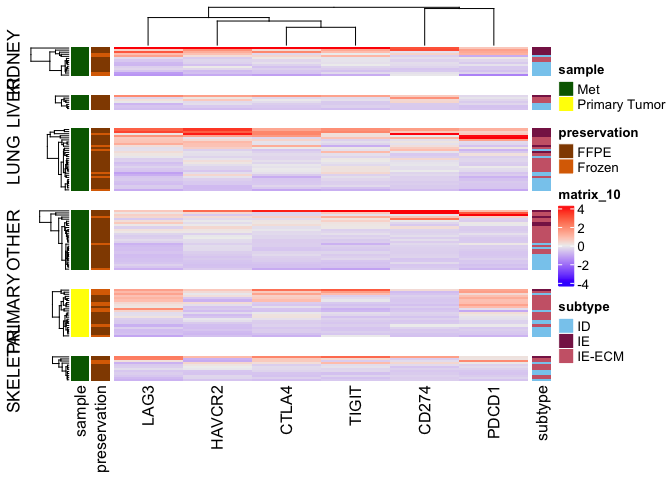 KIDNEY
LIVER
LUNG
OTHER
PRIMARY
SKELETAL
sample
preservation
LAG3
HAVCR2
CTLA4
TIGIT
CD274
PDCD1
subtype
sample
Met
Primary Tumor
preservation
FFPE
Frozen
matrix_10
4
2
0
-2
-4
subtype
ID
IE
IE-ECM